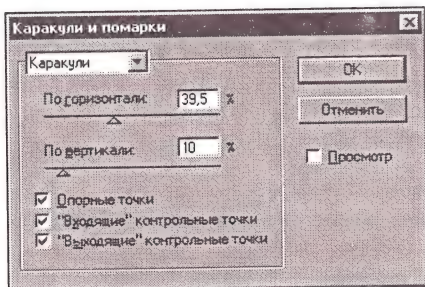 Каракули и помарки
Каракули
По горизонтали: 39,5 %
По вертикали: 10 %
Опорные точки
"Входящие" контрольные точки
"Выходящие" контрольные точки
OK
Отменить
Просмотр